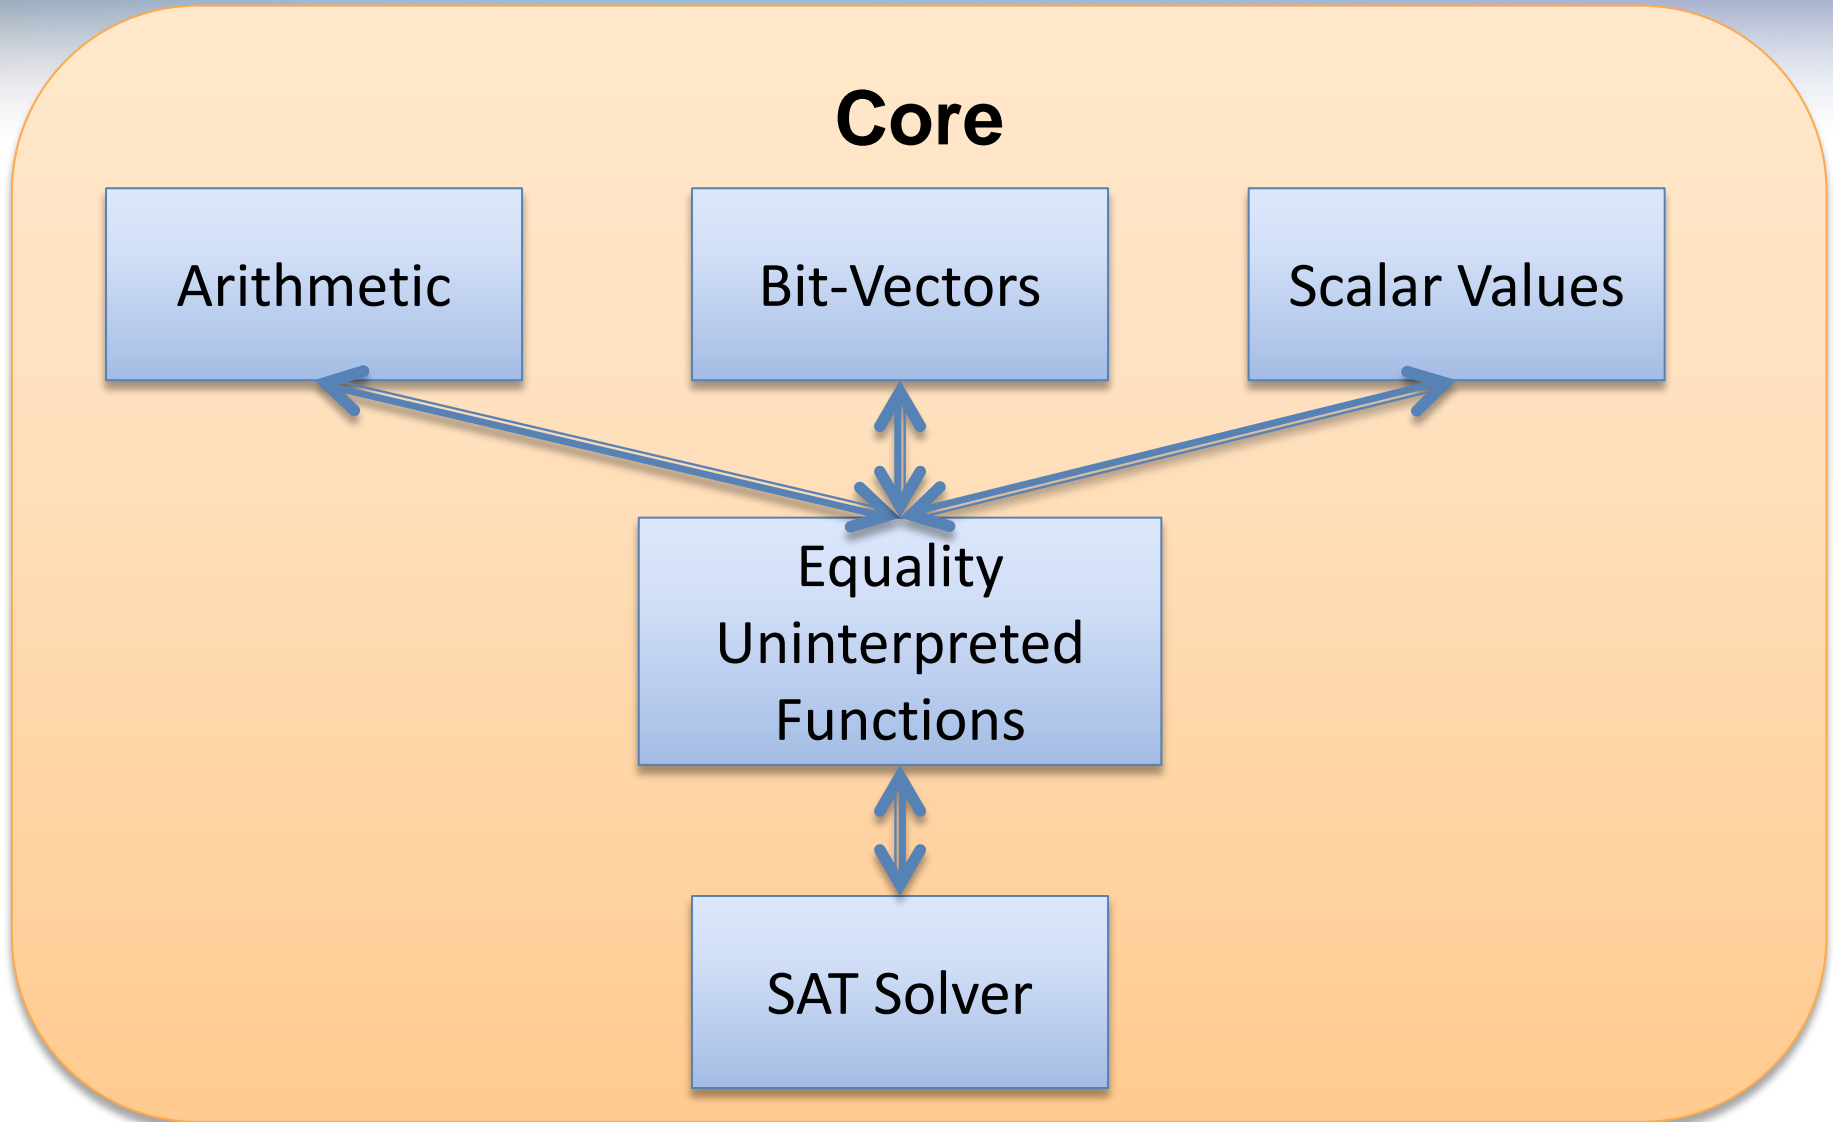 Core
Arithmetic
Bit-Vectors
Scalar Values
Equality
Uninterpreted
Functions
SAT Solver